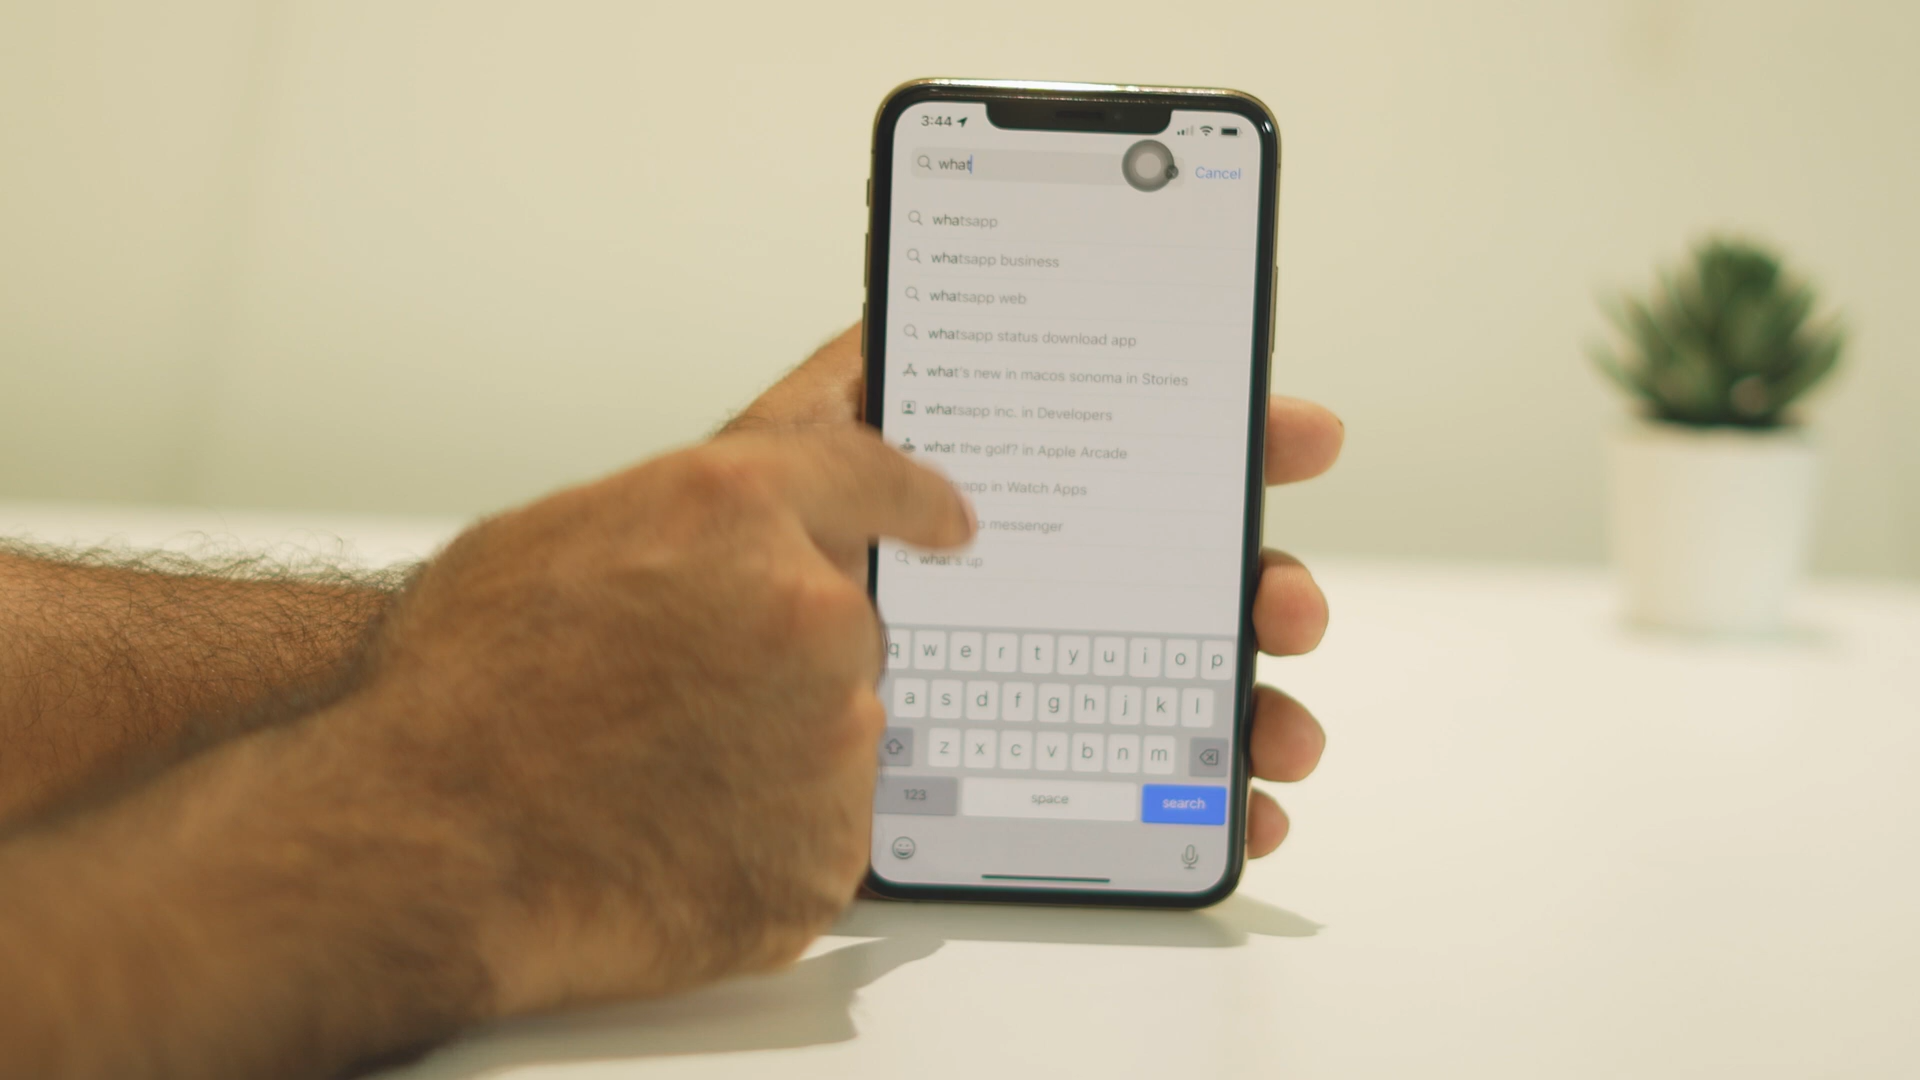 3:44
what
Cancel
whatsapp
whatsapp business
whatsapp web
whatsapp status download app
what's new in macos sonoma in Stories
whatsapp inc. in Developers
what the golf? in Apple Arcade
in Watch Apps
messenger
what's up
q w e r t y u i o p
a s d f g h j k l
z x c v b n m
123
space
search